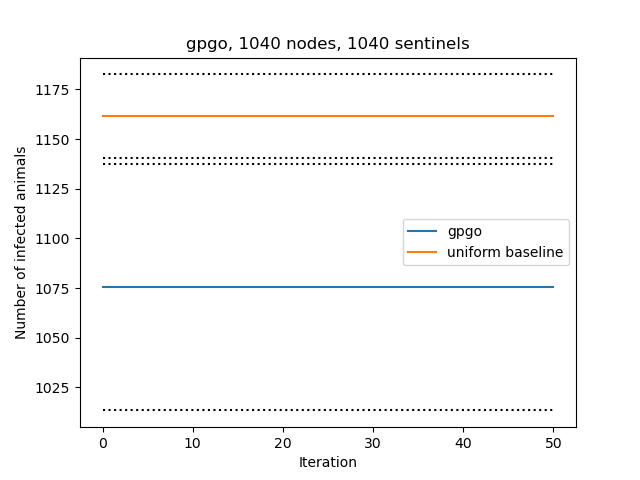 gpgo, 1040 nodes, 1040 sentinels
Number of infected animals
1175
1150
1125
1100
1075
1050
1025
gpgo
uniform baseline
0 10 20 30 40 50
Iteration